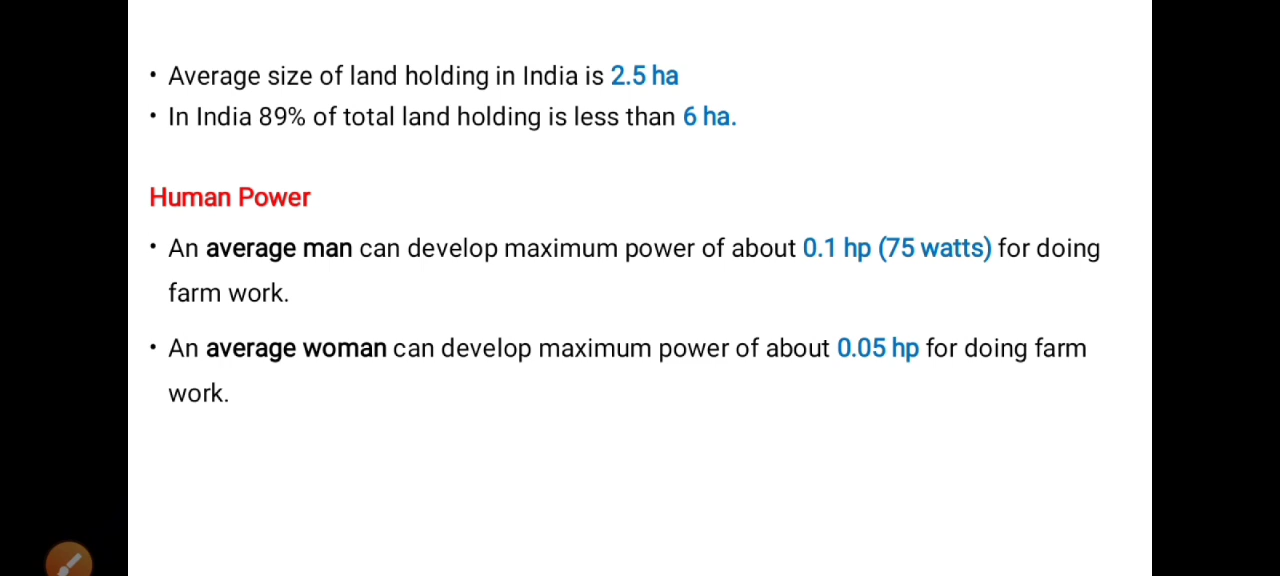 • Average size of land holding in India is 2.5 ha
• In India 89% of total land holding is less than 6 ha.
Human Power
• An average man can develop maximum power of about 0.1 hp (75 watts) for doing
farm work.
• An average woman can develop maximum power of about 0.05 hp for doing farm
work.